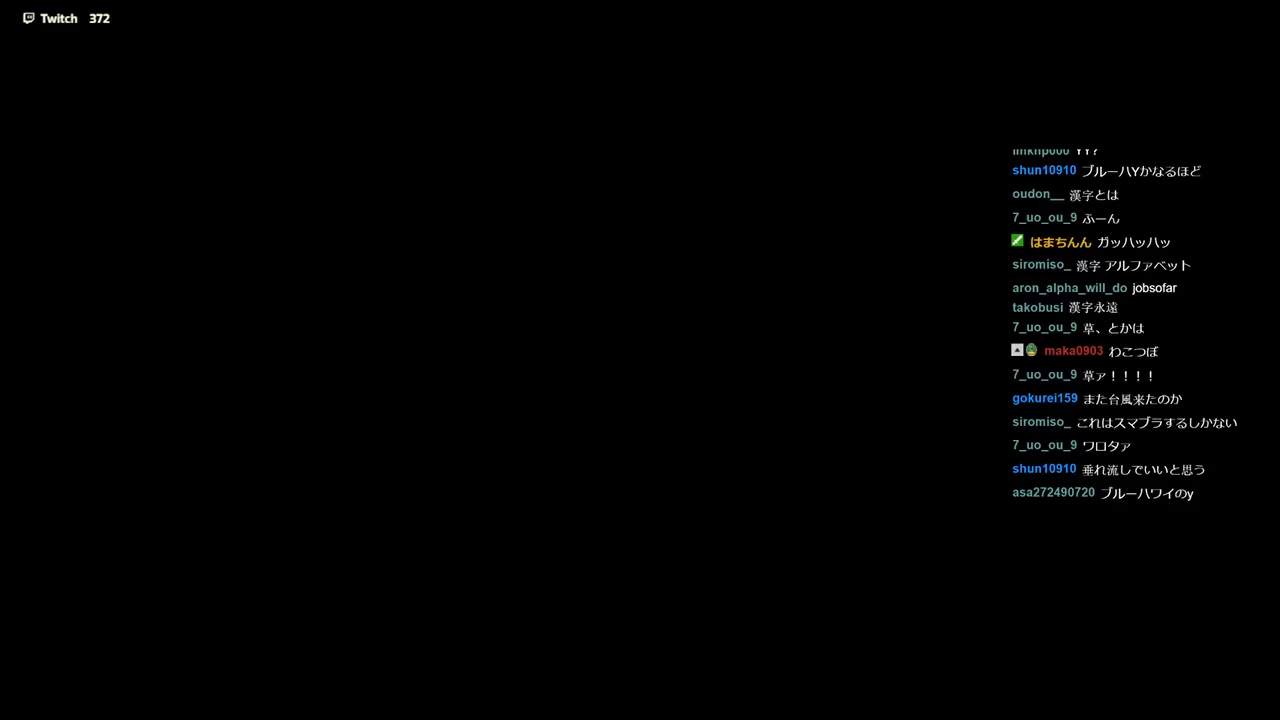 Twitch 372
YY?
shun10910 ブルーハYかなるほど
oudon__ 漢字とは
7_uo_ou_9 ふーん
はまちんん ガッハッハッ
siromiso_ 漢字 アルファベット
aron_alpha_will_do jobsofar
takobusi 漢字永遠
7_uo_ou_9 草、とかは
maka0903 わこつぼ
7_uo_ou_9 草ァ！！！！
gokurei159 また台風来たのか
siromiso_ これはスマブラするしかない
7_uo_ou_9 ワロタァ
shun10910 垂れ流しでいいと思う
asa272490720 ブルーハワイのy